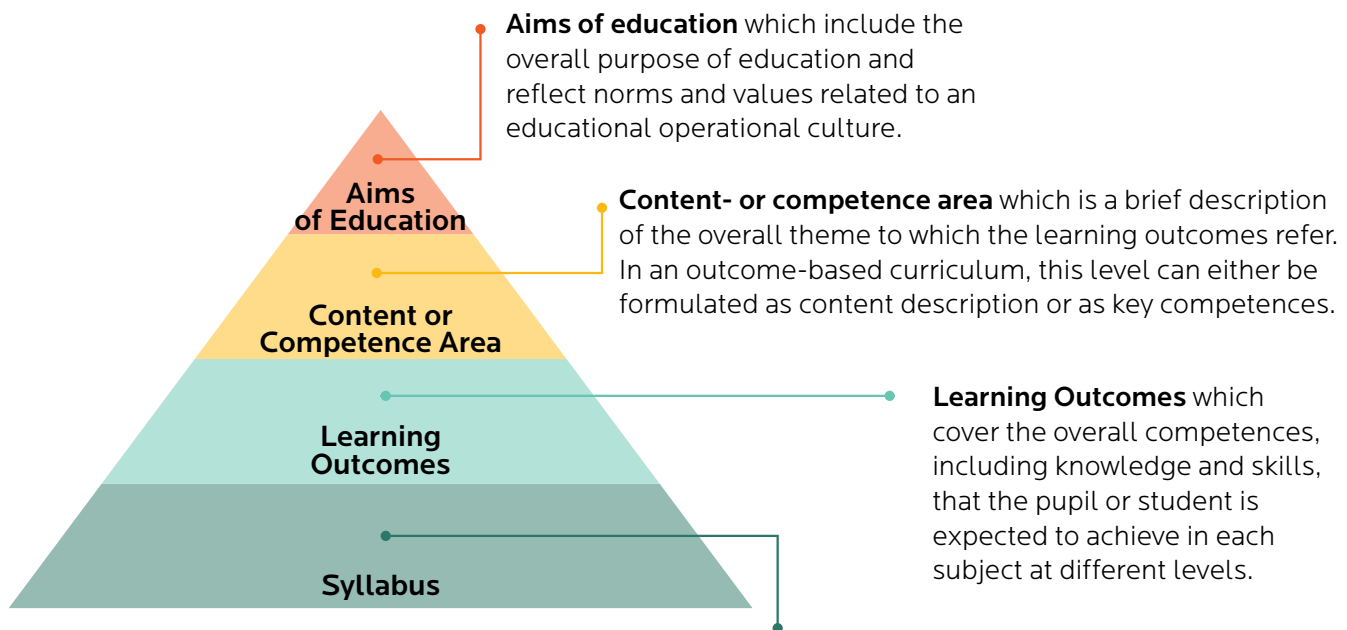 Aims of education which include the
overall purpose of education and
reflect norms and values related to an
educational operational culture.
Aims
of Education
Content- or competence area which is a brief description
of the overall theme to which the learning outcomes refer.
In an outcome-based curriculum, this level can either be
formulated as content description or as key competences.
Content or
Competence Area
Learning Outcomes which
cover the overall competences,
including knowledge and skills,
that the pupil or student is
expected to achieve in each
subject at different levels.
Learning
Outcomes
Syllabus